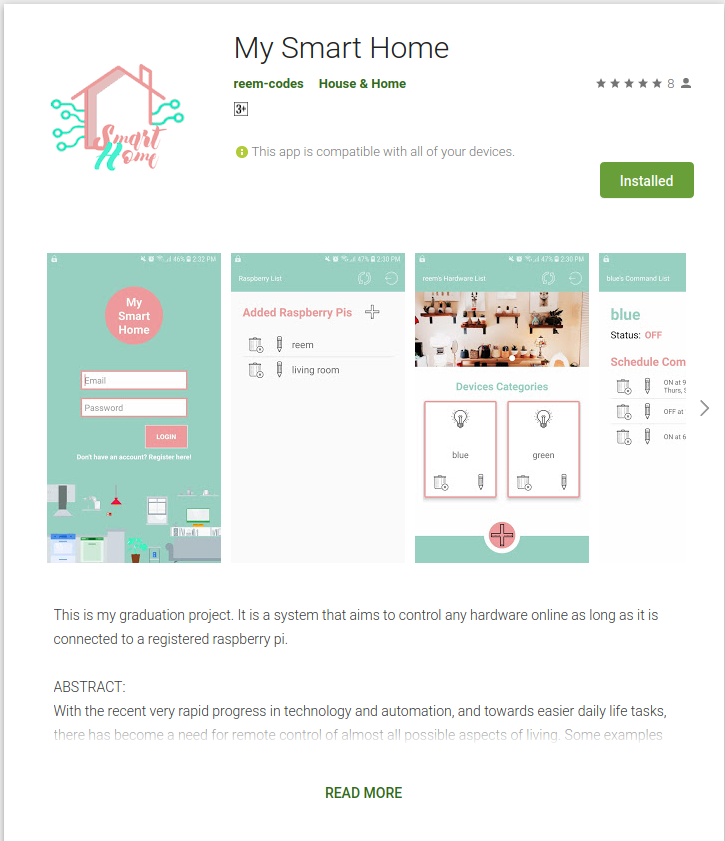 My Smart Home
reem-codes House & Home
8
3+
This app is compatible with all of your devices.
Installed
Smart
Home
2:32 PM
46%
My
Smart
Home
Email
Password
LOGIN
Don't have an account? Register here!
47% 2:30 PM
Raspberry List
Added Raspberry Pis
reem
living room
47% 2:30 PM
reem's Hardware List
Devices Categories
blue
green
blue's Command List
blue
Status: OFF
Schedule Com
ON at 9
Thurs, S
OFF at
ON at 6
This is my graduation project. It is a system that aims to control any hardware online as long as it is
connected to a registered raspberry pi.
ABSTRACT:
With the recent very rapid progress in technology and automation, and towards easier daily life tasks,
there has become a need for remote control of almost all possible aspects of living. Some examples
READ MORE